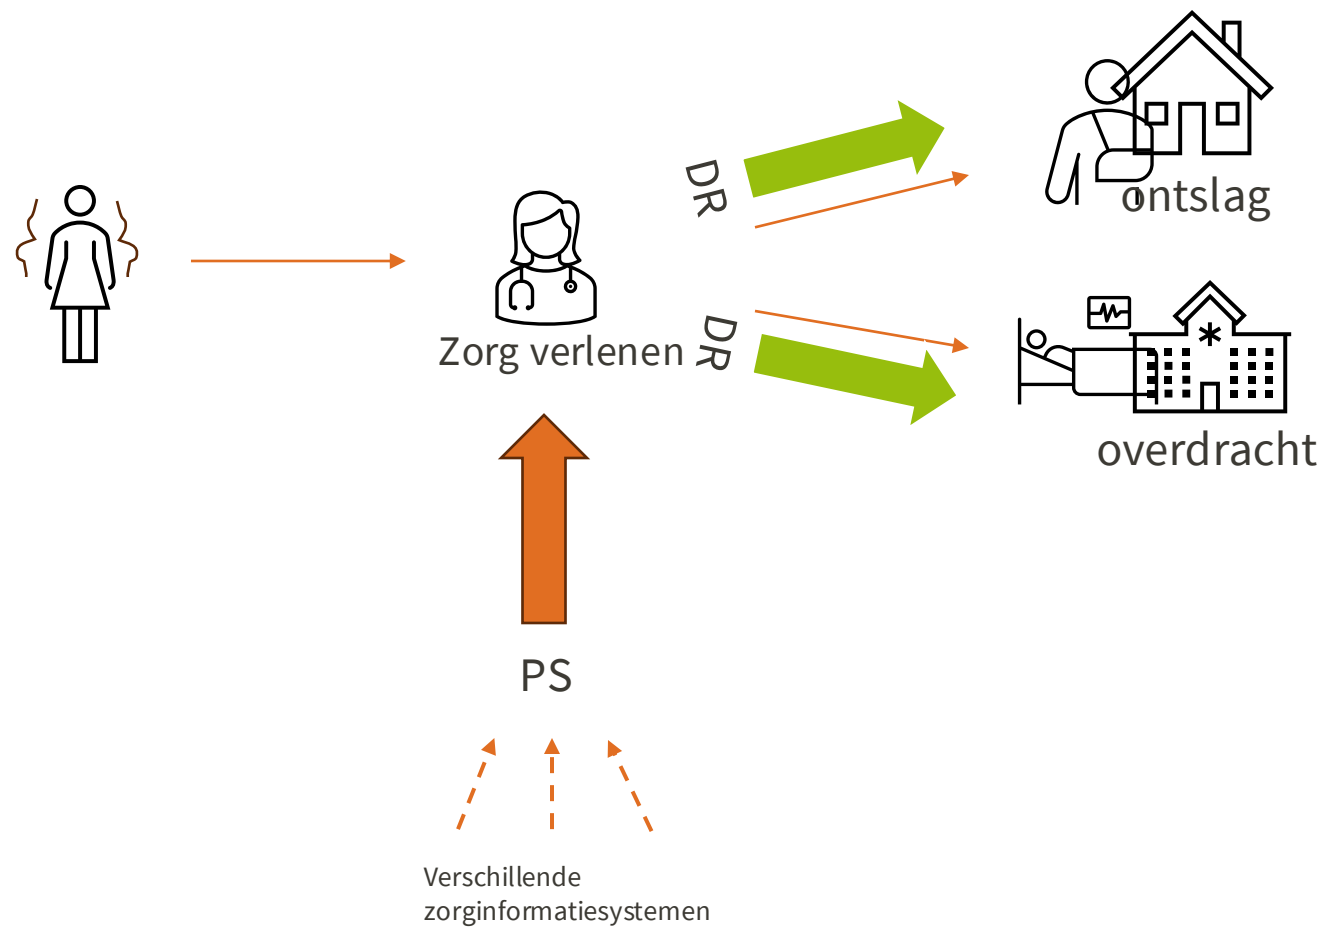 DR
ontslag
Zorg verlenen
DR
overdracht
PS
Verschillende
zorginformatiesystemen